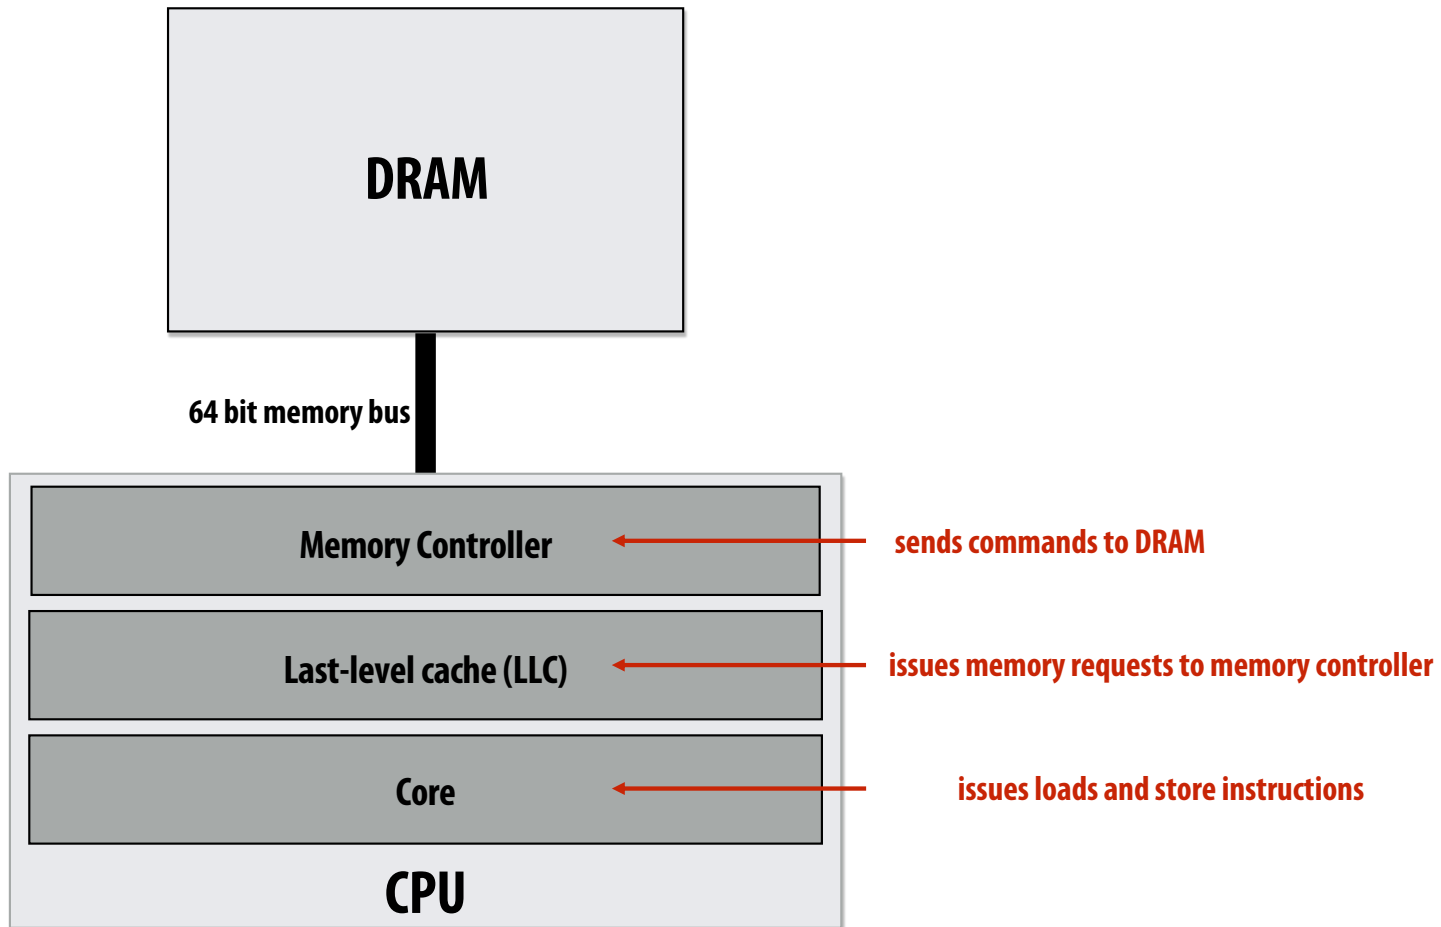 DRAM
64 bit memory bus
Memory Controller
sends commands to DRAM
Last-level cache (LLC)
issues memory requests to memory controller
Core
issues loads and store instructions
CPU